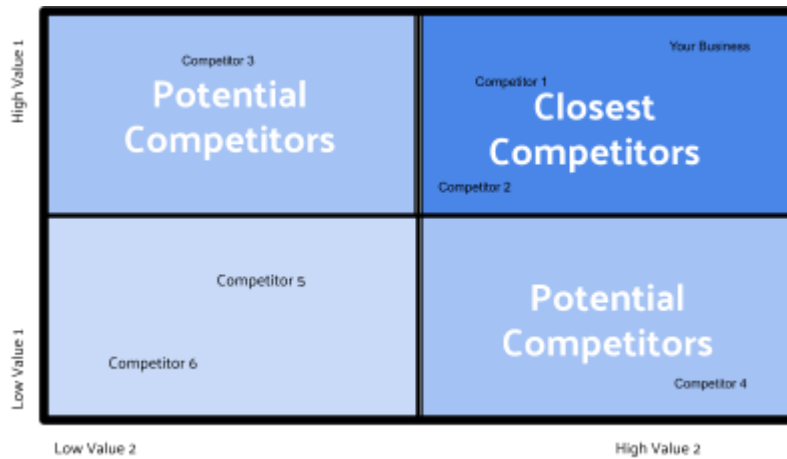 High Value 1
Competitor 3
Potential
Competitors
Your Business
Competitor 1
Closest
Competitors
Competitor 2
Low Value 1
Competitor 5
Competitor 6
Potential
Competitors
Competitor 4
Low Value 2
High Value 2